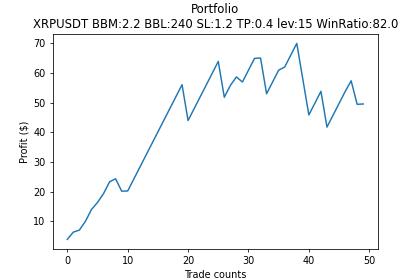 Portfolio
XRPUSDT BBM:2.2 BBL:240 SL:1.2 TP:0.4 lev:15 WinRatio:82.0
70
60
50
40
30
20
10
Profit ($)
0 10 20 30 40 50
Trade counts